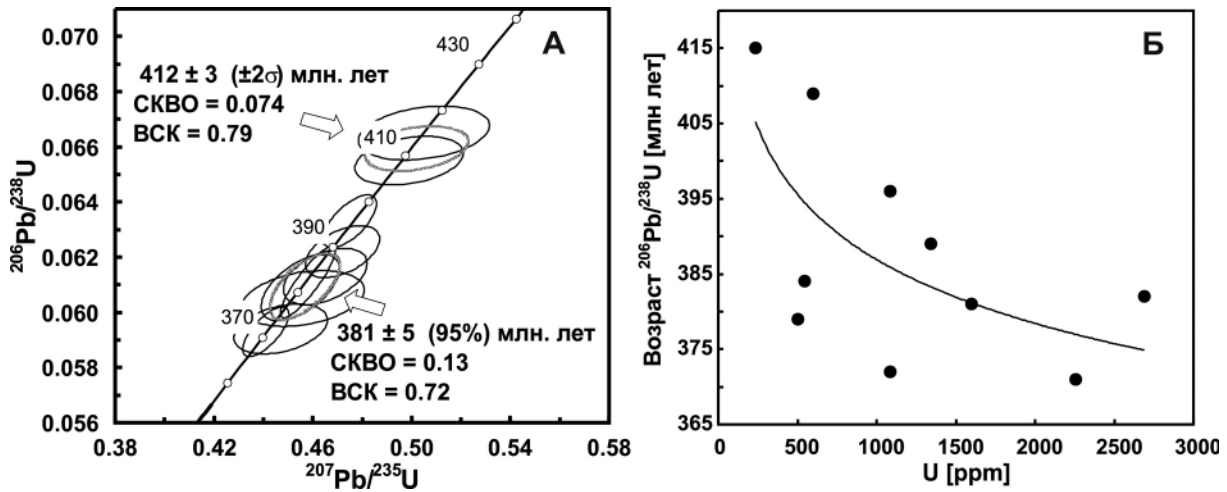 А
0.070
0.068
0.066
0.064
0.062
0.060
0.058
0.056
206Pb/238U
412 ± 3 (±2σ) млн. лет
СКВО = 0.074
ВСК = 0.79
430
410
390
370
381 ± 5 (95%) млн. лет
СКВО = 0.13
ВСК = 0.72
0.38
0.42
0.46
0.50
0.54
0.58
207Pb/235U
Б
415
405
395
385
375
365
Возраст 206Pb/238U [млн лет]
0
500
1000
1500
2000
2500
3000
U [ppm]